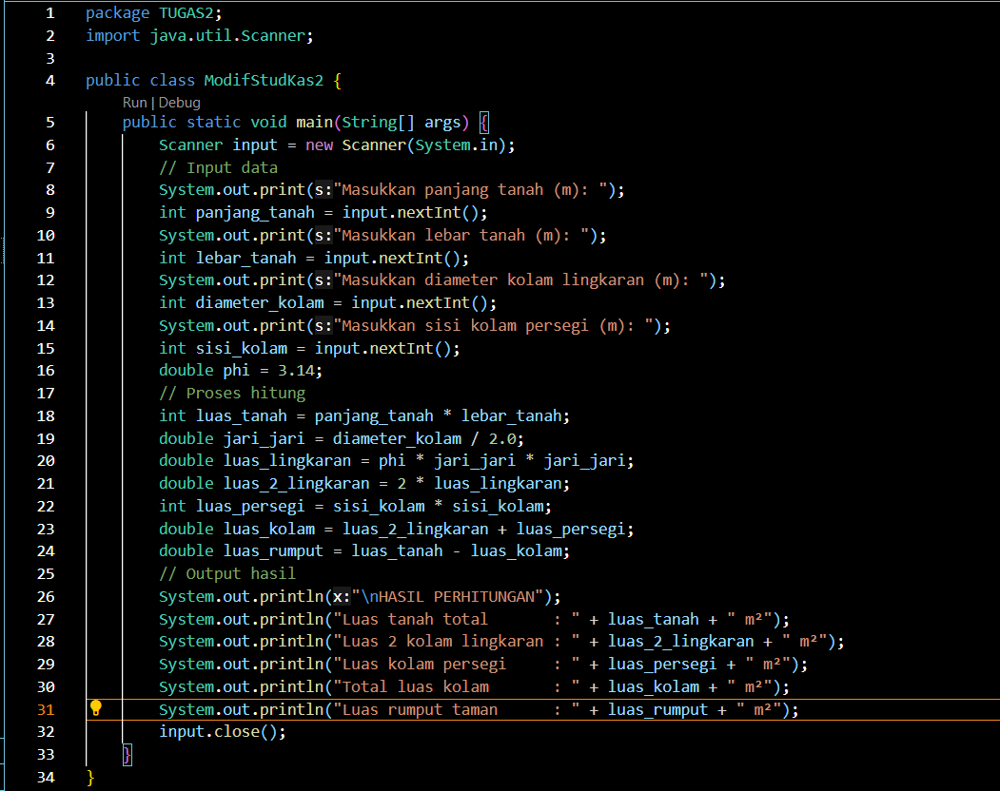 1 package TUGAS2;
2 import java.util.Scanner;
3
4 public class ModifStudKas2 {
Run | Debug
5 public static void main(String[] args) {
6 Scanner input = new Scanner(System.in);
7 // Input data
8 System.out.print(s:"Masukkan panjang tanah (m): ");
9 int panjang_tanah = input.nextInt();
10 System.out.print(s:"Masukkan lebar tanah (m): ");
11 int lebar_tanah = input.nextInt();
12 System.out.print(s:"Masukkan diameter kolam lingkaran (m): ");
13 int diameter_kolam = input.nextInt();
14 System.out.print(s:"Masukkan sisi kolam persegi (m): ");
15 int sisi_kolam = input.nextInt();
16 double phi = 3.14;
17 // Proses hitung
18 int luas_tanah = panjang_tanah * lebar_tanah;
19 double jari_jari = diameter_kolam / 2.0;
20 double luas_lingkaran = phi * jari_jari * jari_jari;
21 double luas_2_lingkaran = 2 * luas_lingkaran;
22 int luas_persegi = sisi_kolam * sisi_kolam;
23 double luas_kolam = luas_2_lingkaran + luas_persegi;
24 double luas_rumput = luas_tanah - luas_kolam;
25 // Output hasil
26 System.out.println(x:"\nHASIL PERHITUNGAN");
27 System.out.println("Luas tanah total       : " + luas_tanah + " m²");
28 System.out.println("Luas 2 kolam lingkaran : " + luas_2_lingkaran + " m²");
29 System.out.println("Luas kolam persegi     : " + luas_persegi + " m²");
30 System.out.println("Total luas kolam       : " + luas_kolam + " m²");
31 System.out.println("Luas rumput taman      : " + luas_rumput + " m²");
32 input.close();
33 }
34 }